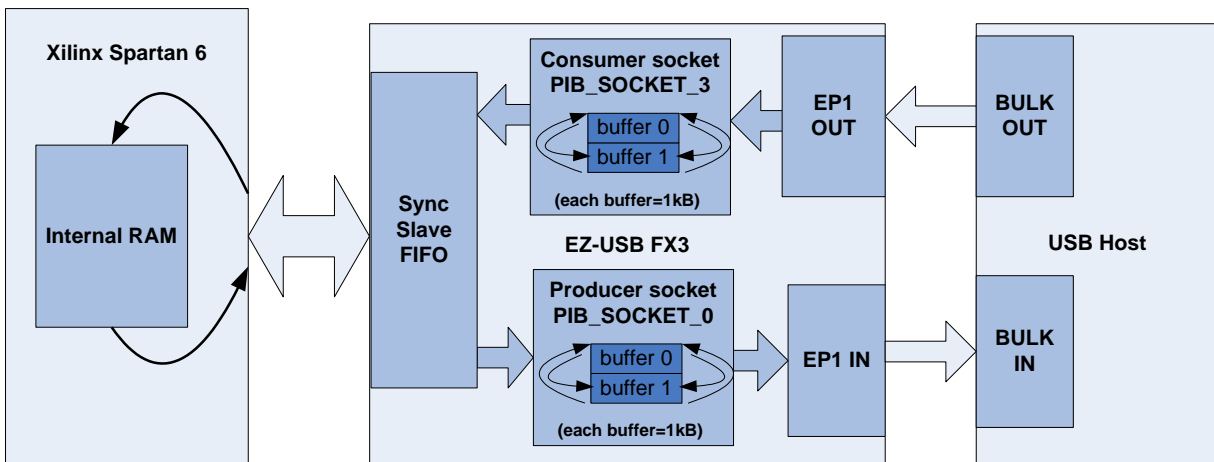 Xilinx Spartan 6
Internal RAM
Sync
Slave
FIFO
Consumer socket
PIB_SOCKET_3
buffer 0
buffer 1
(each buffer=1kB)
EZ-USB FX3
Producer socket
PIB_SOCKET_0
buffer 0
buffer 1
(each buffer=1kB)
EP1
OUT
EP1 IN
BULK
OUT
USB Host
BULK
IN